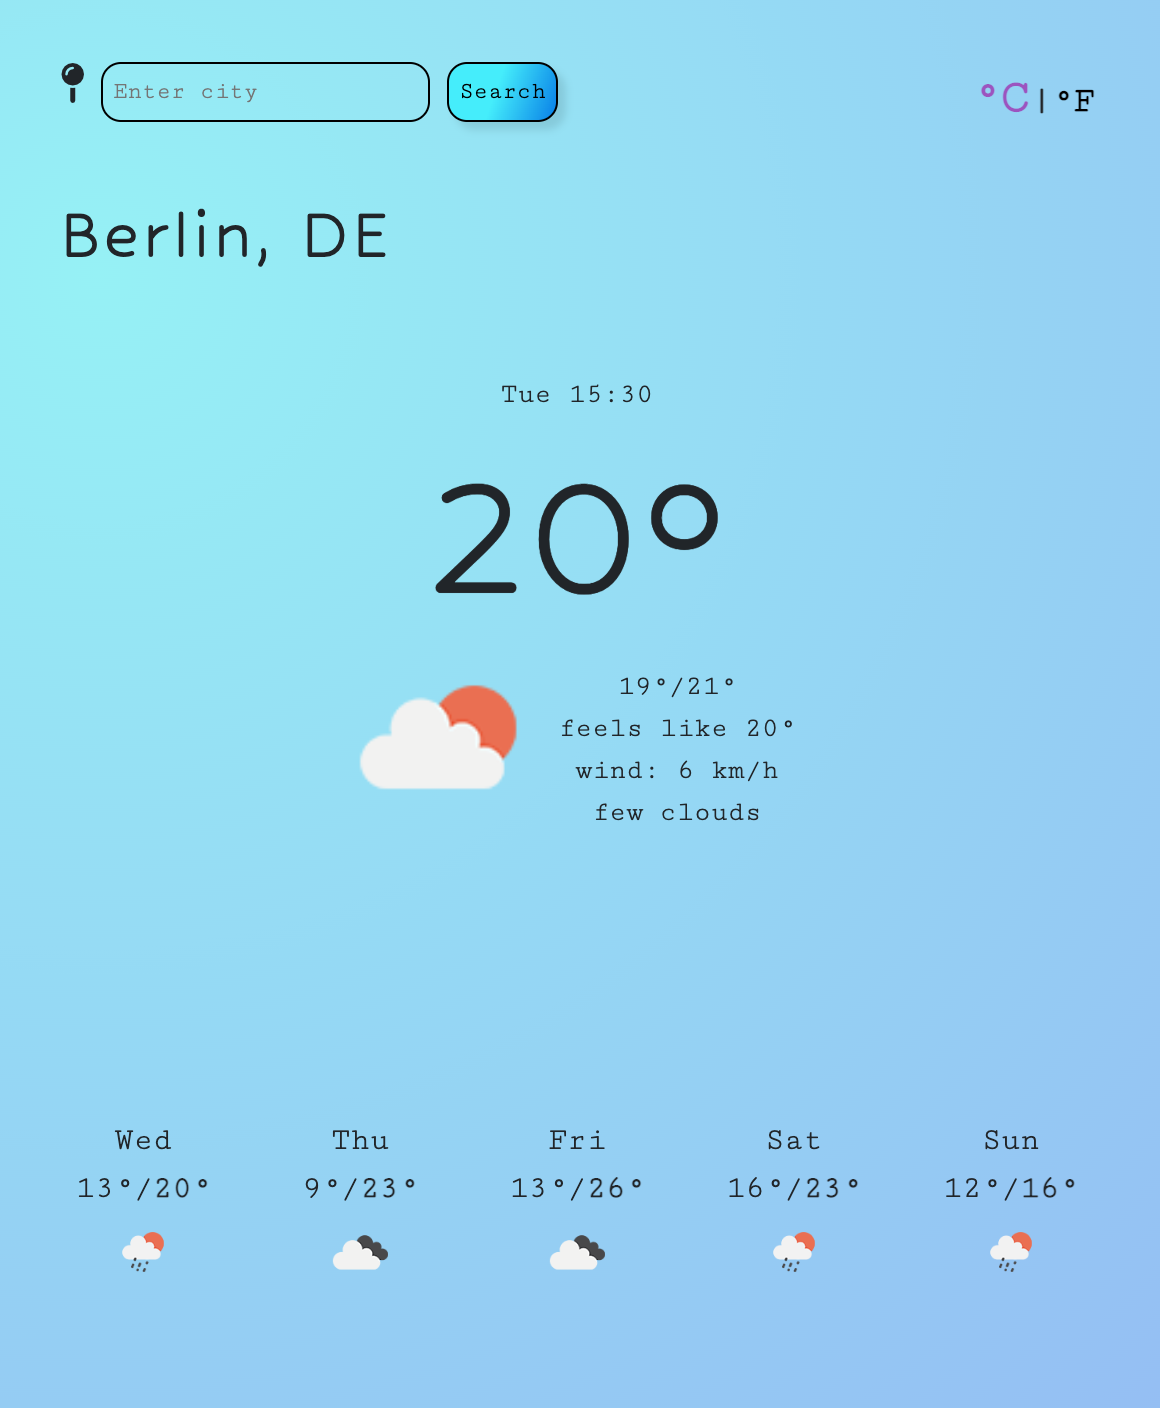 Enter city
Search
°C | °F
Berlin, DE
Tue 15:30
20°
19°/21°
feels like 20°
wind: 6 km/h
few clouds
Wed Thu Fri Sat Sun
13°/20° 9°/23° 13°/26° 16°/23° 12°/16°